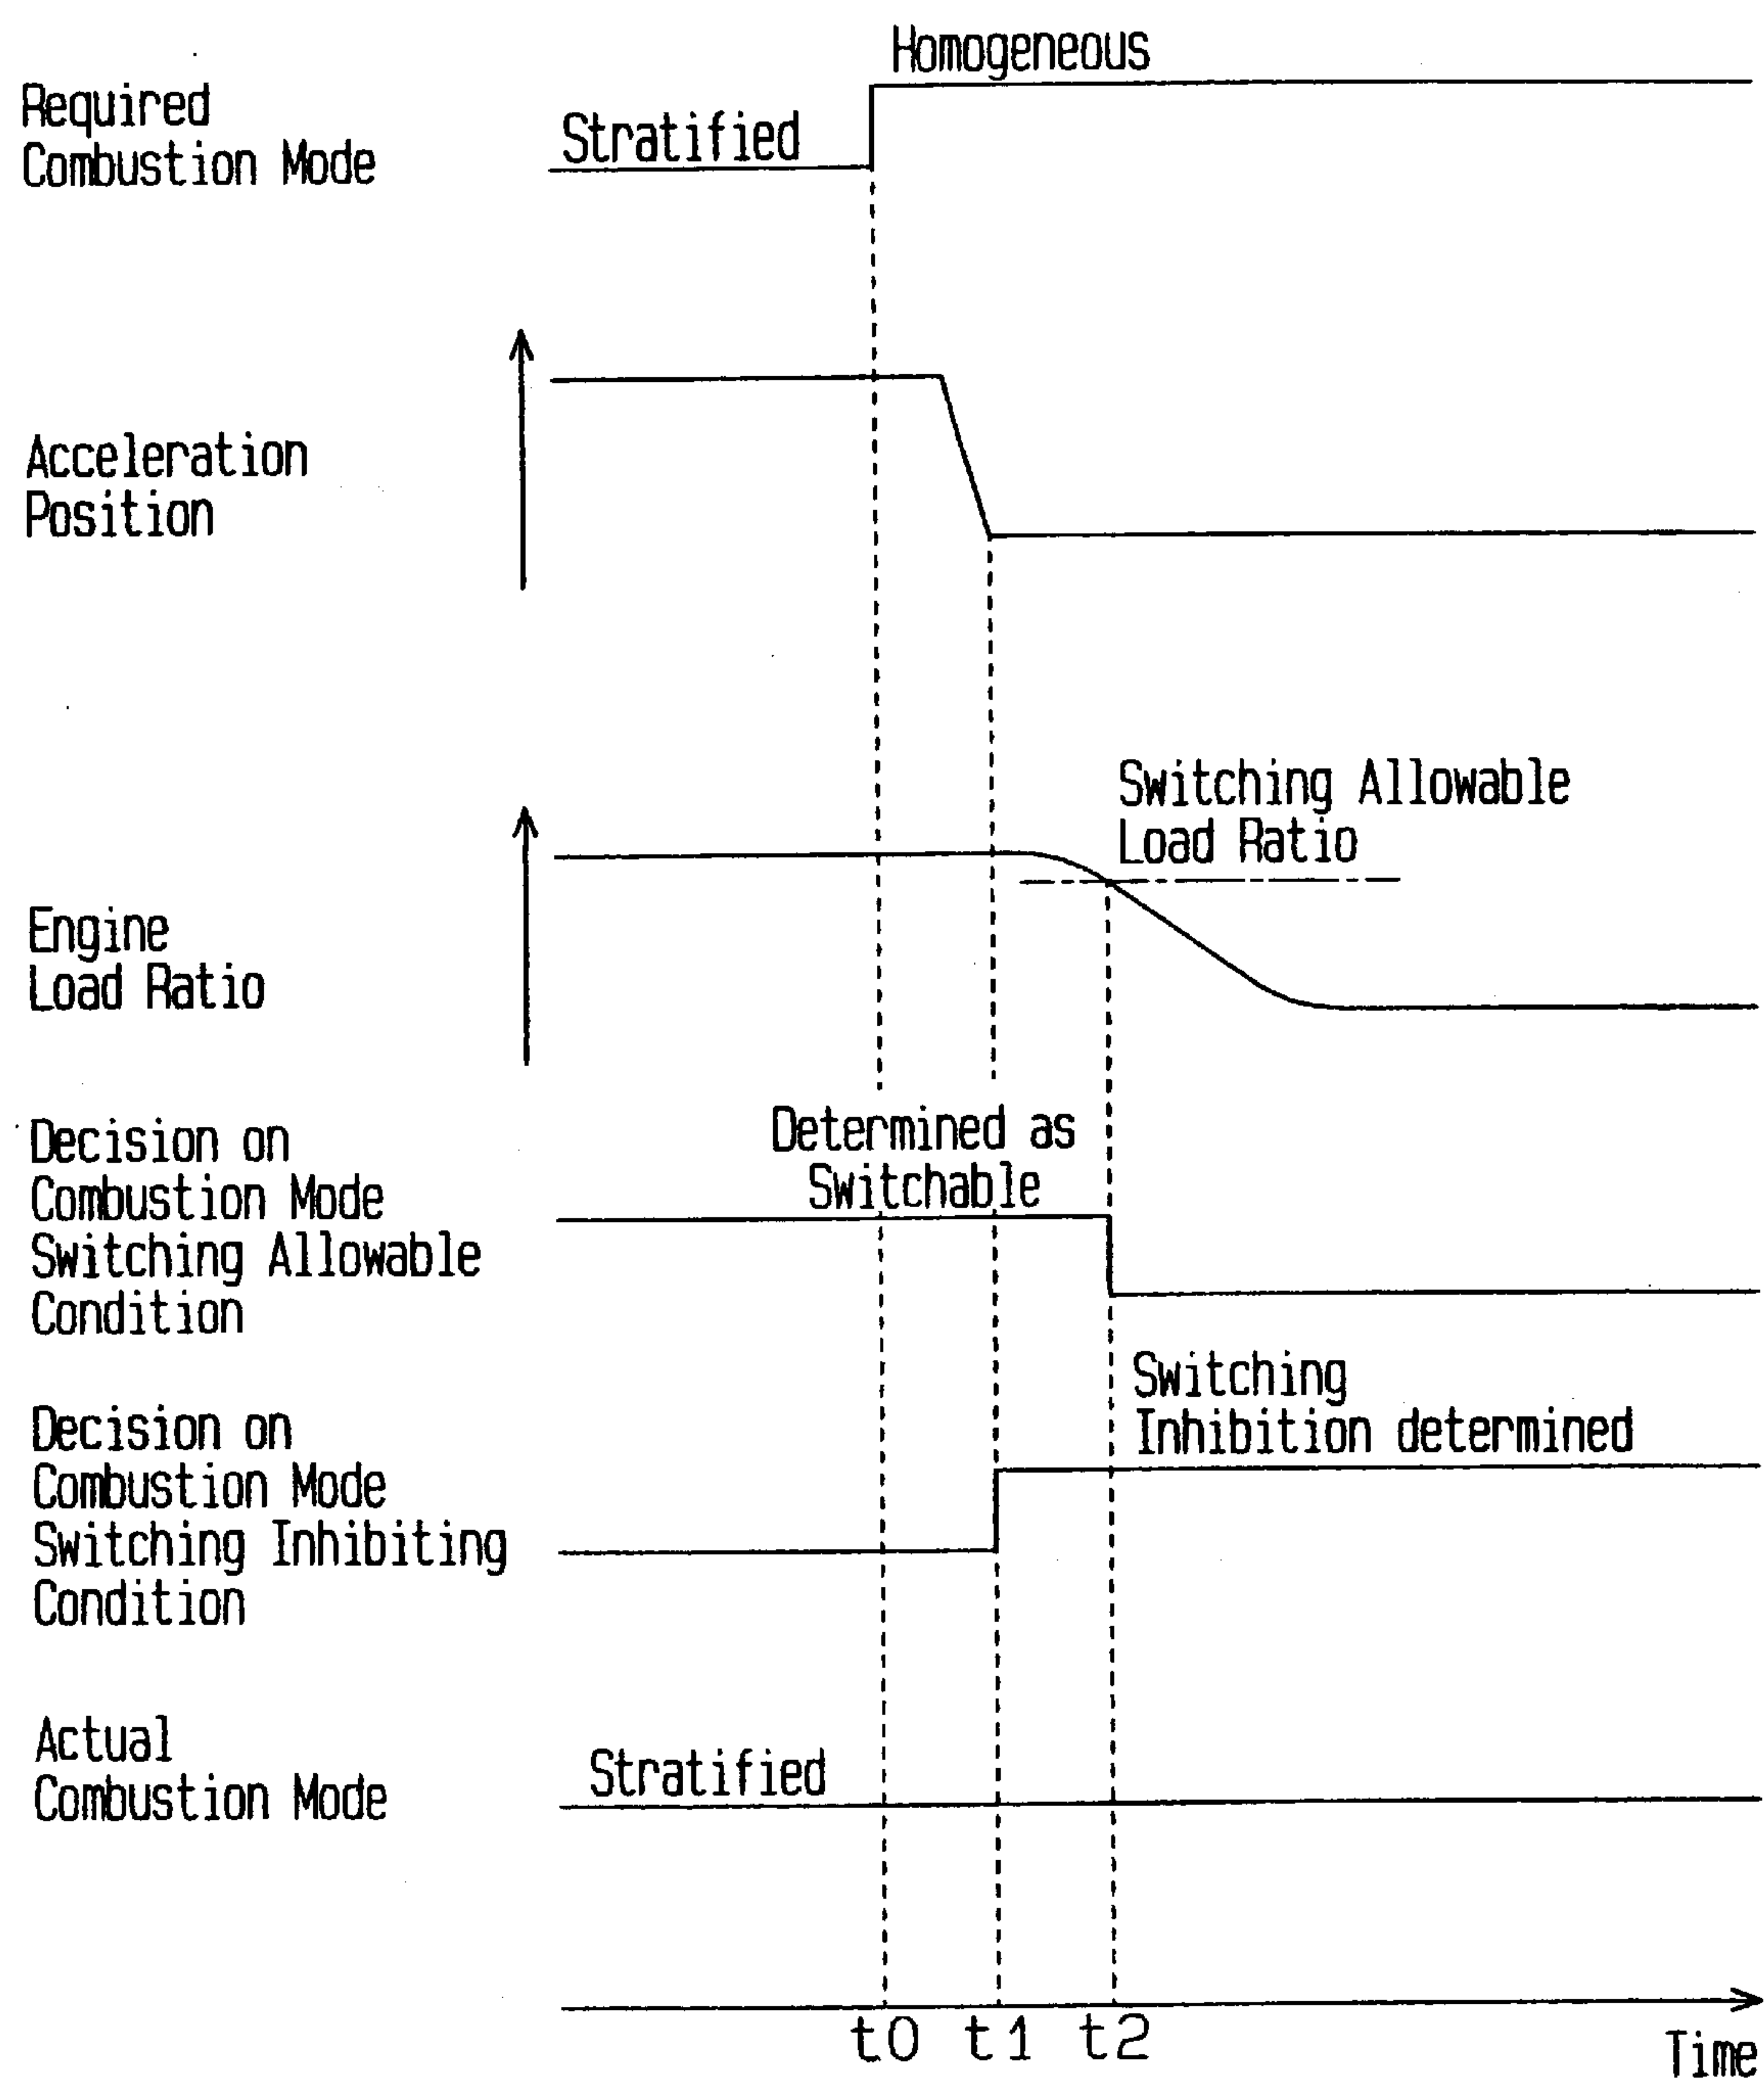 Homogeneous
Required
Combustion Mode
Stratified
Acceleration
Position
Switching Allowable
Load Ratio
Engine
Load Ratio
Determined as
Switchable
Decision on
Combustion Mode
Switching Allowable
Condition
Switching
Inhibition determined
Decision on
Combustion Mode
Switching Inhibiting
Condition
Actual
Combustion Mode
Stratified
t0 t1 t2
Time